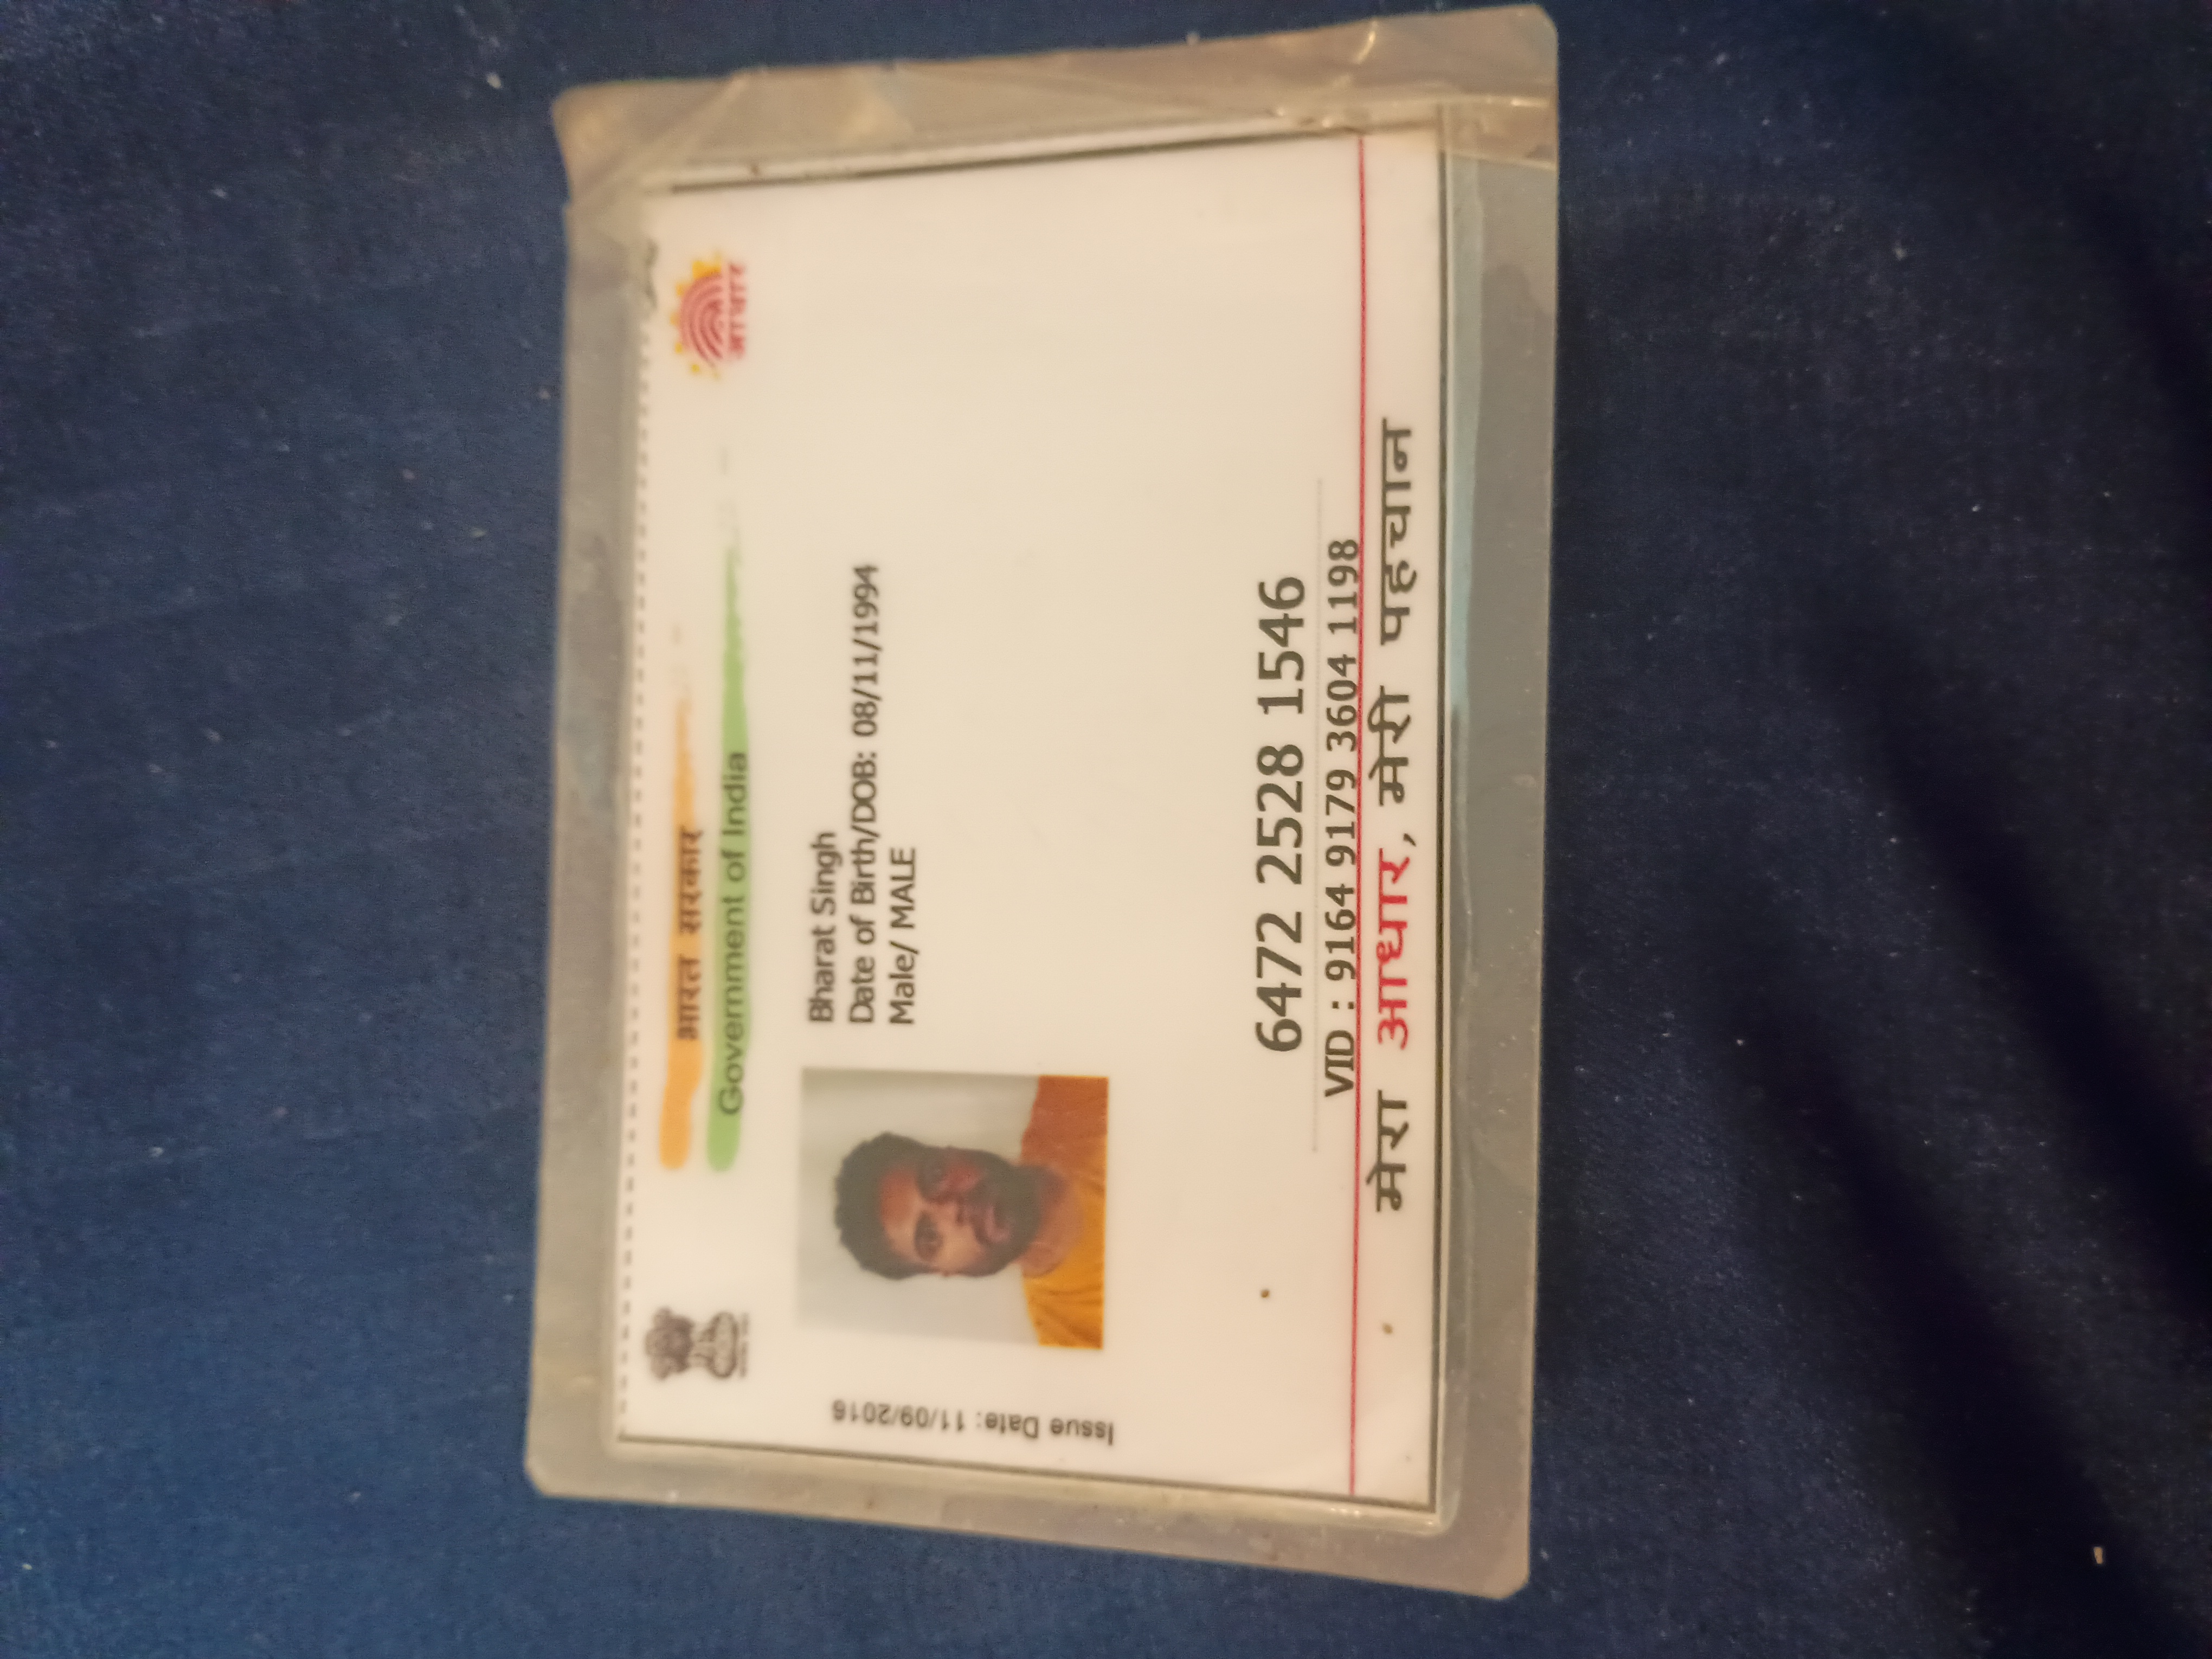 भारत सरकार
Government of India
आधार
Issue Date: 11/09/2016
Bharat Singh
Date of Birth/DOB: 08/11/1994
Male/ MALE
6472 2528 1546
VID : 9164 9179 3604 1198
मेरा आधार, मेरी पहचान